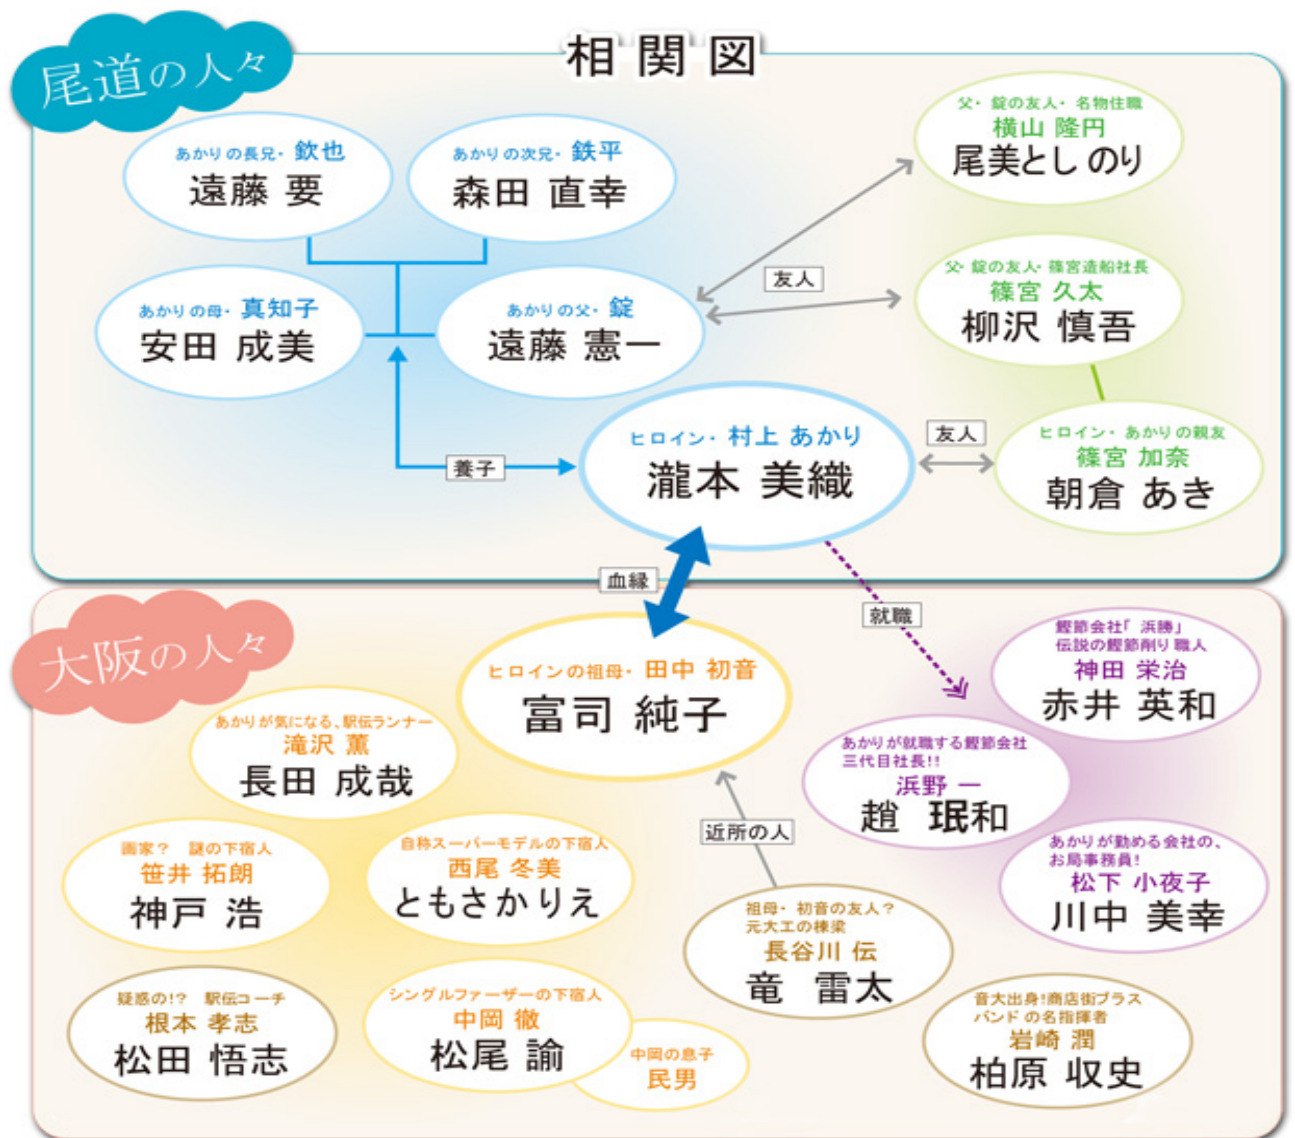 相関図
尾道の人々
あかりの長兄・欽也
遠藤 要
あかりの次兄・鉄平
森田 直幸
父・錠の友人・名物住職
横山 隆円
尾美とし のり
友人
父・錠の友人・篠宮造船社長
篠宮 久太
柳沢 慎吾
あかりの母・真知子
安田 成美
あかりの父・錠
遠藤 憲一
ヒロイン・村上 あかり
瀧本 美織
友人
ヒロイン・あかりの親友
篠宮 加奈
朝倉 あき
養子
血縁
就職
大阪の人々
ヒロインの祖母・田中 初音
富司 純子
鰹節会社「浜勝」
伝説の鰹節削り職人
神田 栄治
赤井 英和
あかりが気になる、駅伝ランナー
滝沢 薫
長田 成哉
あかりが就職する鰹節会社
三代目社長!!
浜野 一
趙 珉和
近所の人
画家? 謎の下宿人
笹井 拓朗
神戸 浩
自称スーパーモデルの下宿人
西尾 冬美
ともさか りえ
あかりが勤める会社の、
お局事務員!
松下 小夜子
川中 美幸
祖母・初音の友人?
元大工の棟梁
長谷川 伝
竜 雷太
疑惑の!? 駅伝コーチ
根本 孝志
松田 悟志
シングルファーザーの下宿人
中岡 徹
松尾 諭
中岡の息子
民男
音大出身!商店街ブラス
バンドの名指揮者
岩崎 潤
柏原 収史